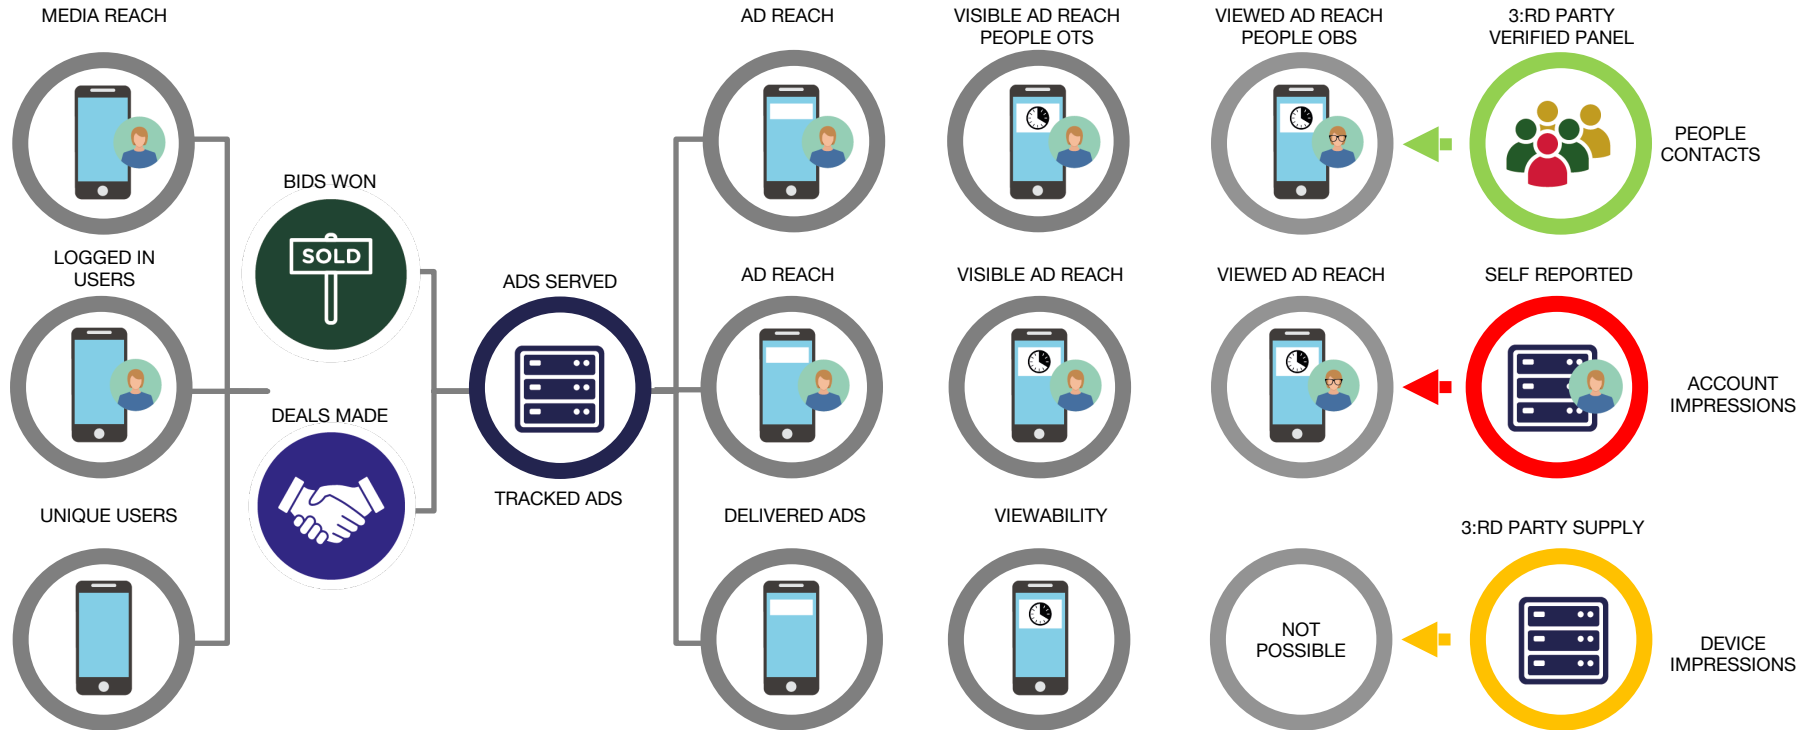 MEDIA REACH
AD REACH
VISIBLE AD REACH
PEOPLE OTS
VIEWED AD REACH
PEOPLE OBS
3:RD PARTY
VERIFIED PANEL
PEOPLE
CONTACTS
BIDS WON
SOLD
LOGGED IN
USERS
ADS SERVED
AD REACH
VISIBLE AD REACH
VIEWED AD REACH
SELF REPORTED
ACCOUNT
IMPRESSIONS
DEALS MADE
TRACKED ADS
UNIQUE USERS
DELIVERED ADS
VIEWABILITY
3:RD PARTY SUPPLY
NOT
POSSIBLE
DEVICE
IMPRESSIONS